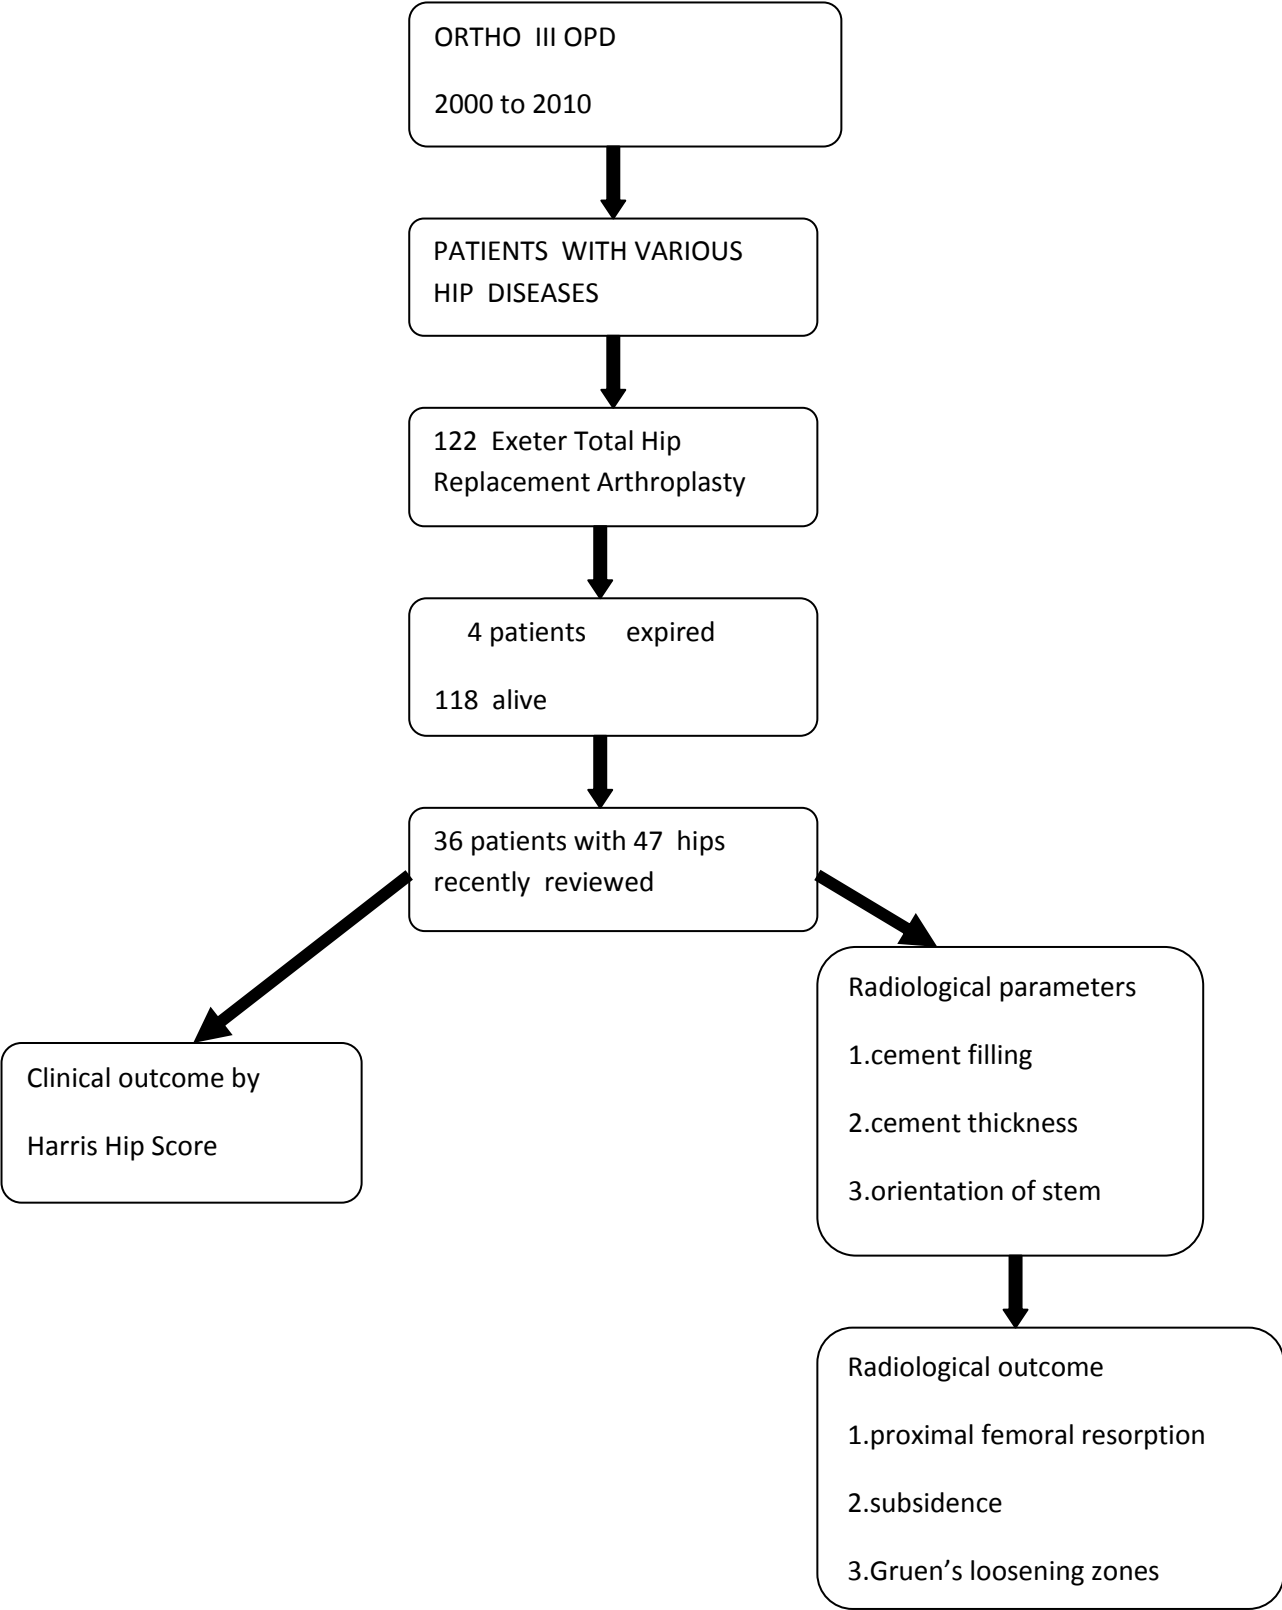 ORTHO III OPD
2000 to 2010
PATIENTS WITH VARIOUS
HIP DISEASES
122 Exeter Total Hip
Replacement Arthroplasty
4 patients expired
118 alive
36 patients with 47 hips
recently reviewed
Clinical outcome by
Harris Hip Score
Radiological parameters
1.cement filling
2.cement thickness
3.orientation of stem
Radiological outcome
1.proximal femoral resorption
2.subsidence
3.Gruen’s loosening zones